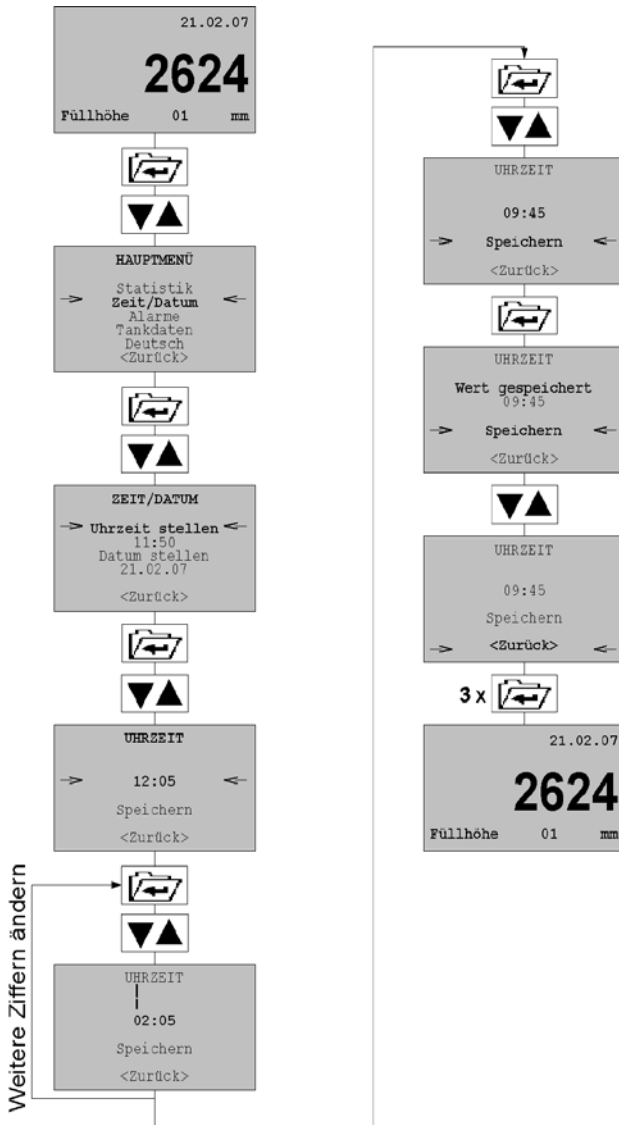 21.02.07
2624
Füllhöhe 01 mm
HAUPTMENÜ
Statistik
Zeit/Datum
Alarme
Tankdaten
Deutsch
<Zurück>
ZEIT/DATUM
Uhrzeit stellen
11:50
Datum stellen
21.02.07
<Zurück>
UHRZEIT
12:05
Speichern
<Zurück>
Weitere Ziffern ändern
UHRZEIT
02:05
Speichern
<Zurück>
UHRZEIT
09:45
Speichern
<Zurück>
UHRZEIT
Wert gespeichert
09:45
Speichern
<Zurück>
UHRZEIT
09:45
Speichern
<Zurück>
3 x
21.02.07
2624
Füllhöhe 01 mm